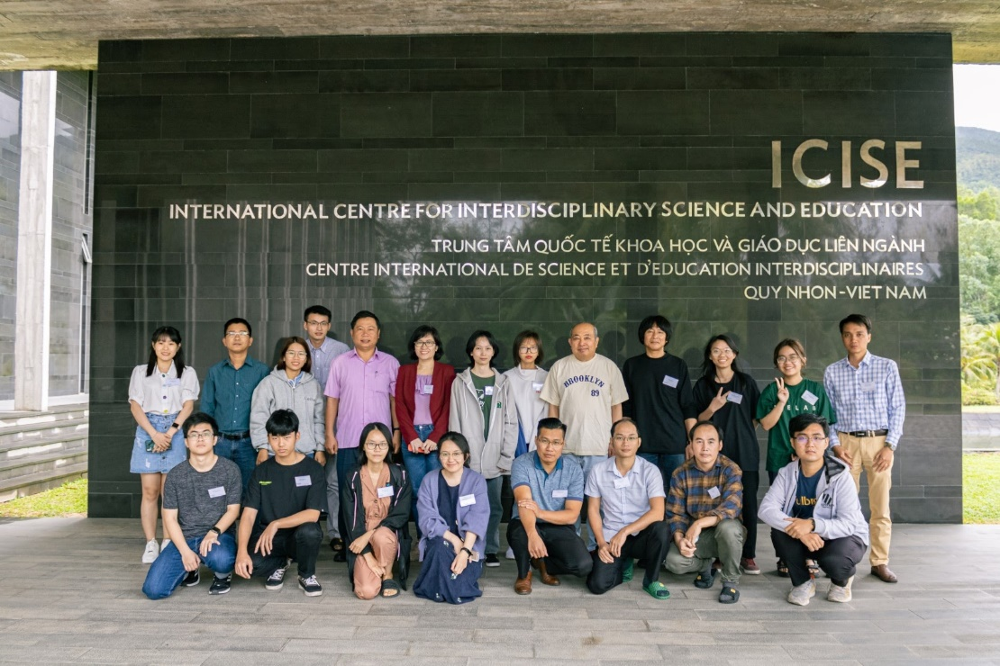 ICISE
INTERNATIONAL CENTRE FOR INTERDISCIPLINARY SCIENCE AND EDUCATION
TRUNG TÂM QUỐC TẾ KHOA HỌC VÀ GIÁO DỤC LIÊN NGÀNH
CENTRE INTERNATIONAL DE SCIENCE ET D'EDUCATION INTERDISCIPLINAIRES
QUY NHON-VIET NAM
BROOKLYN
89